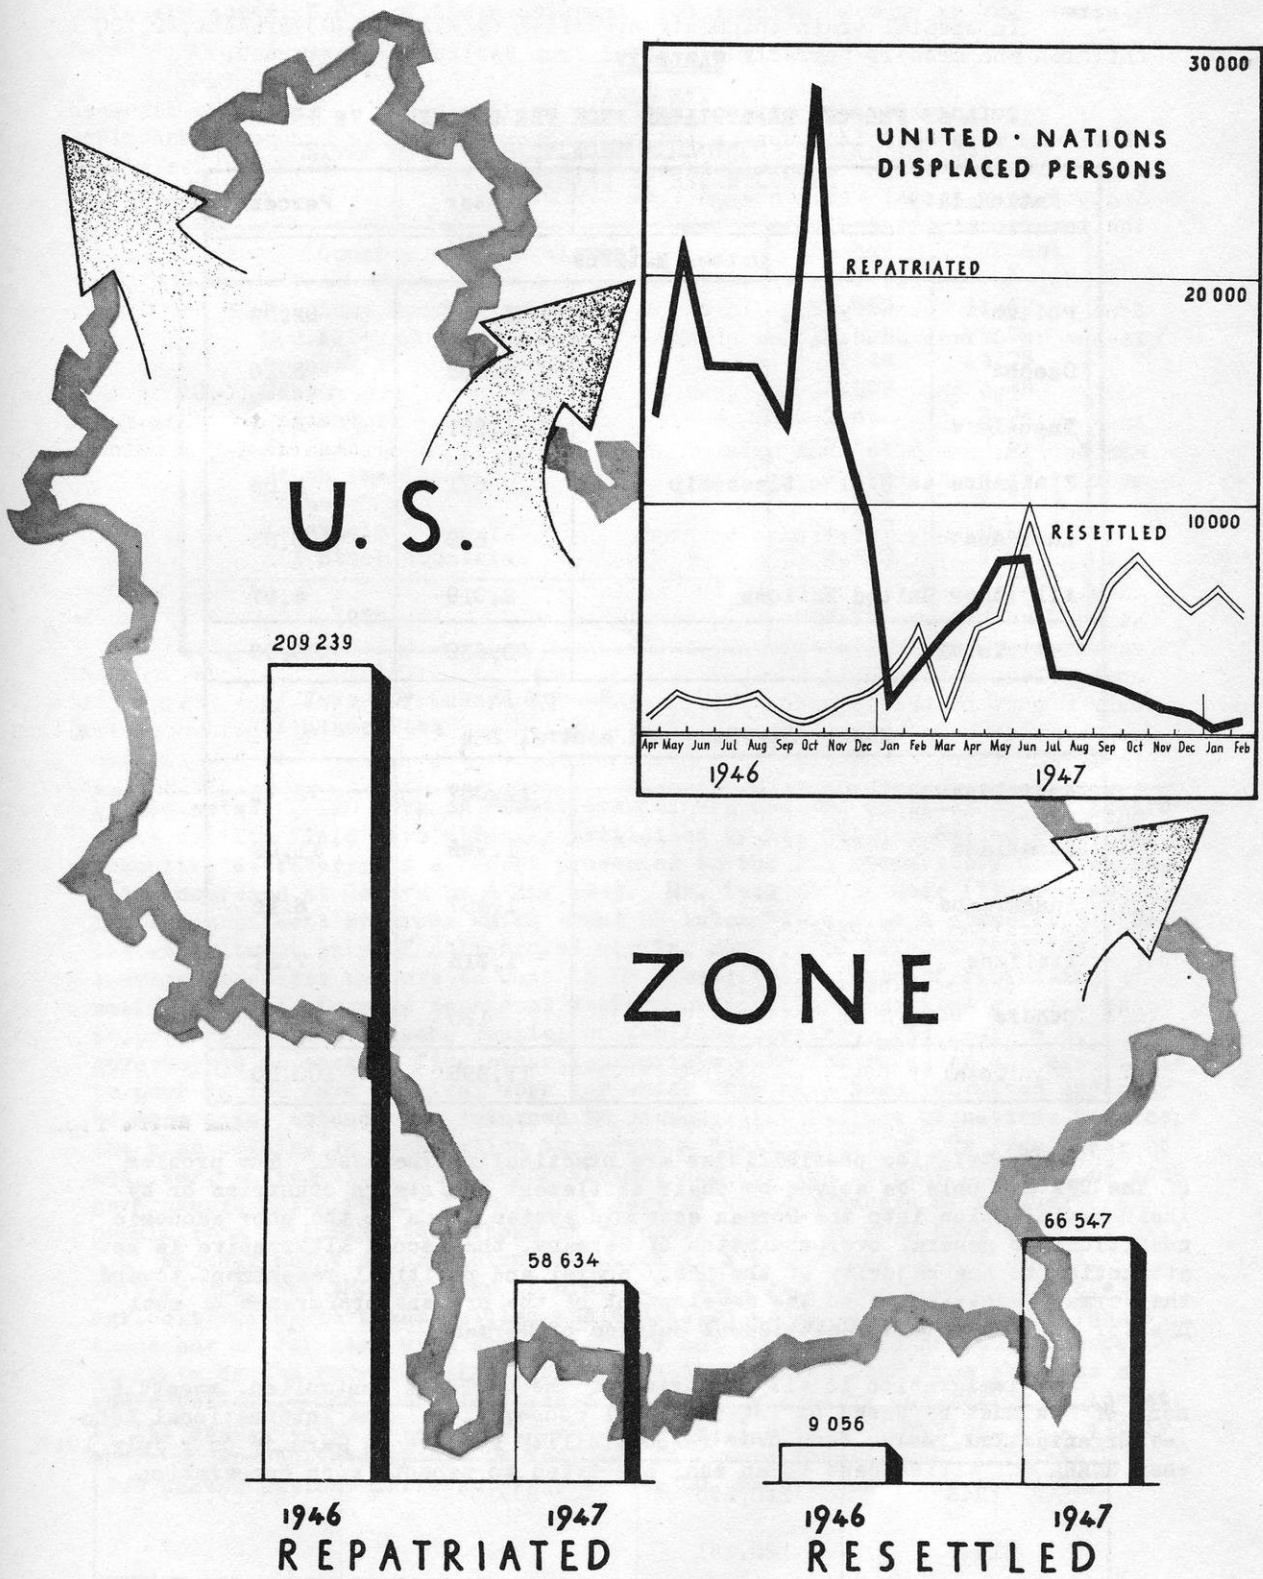 30 000
UNITED · NATIONS
DISPLACED PERSONS
REPATRIATED
20 000
RESETTLED
10 000
Apr May Jun Jul Aug Sep Oct Nov Dec Jan Feb Mar Apr May Jun Jul Aug Sep Oct Nov Dec Jan Feb
1946 1947
U. S.
ZONE
209 239
58 634
9 056
66 547
1946 1947 1946 1947
REPATRIATED RESETTLED